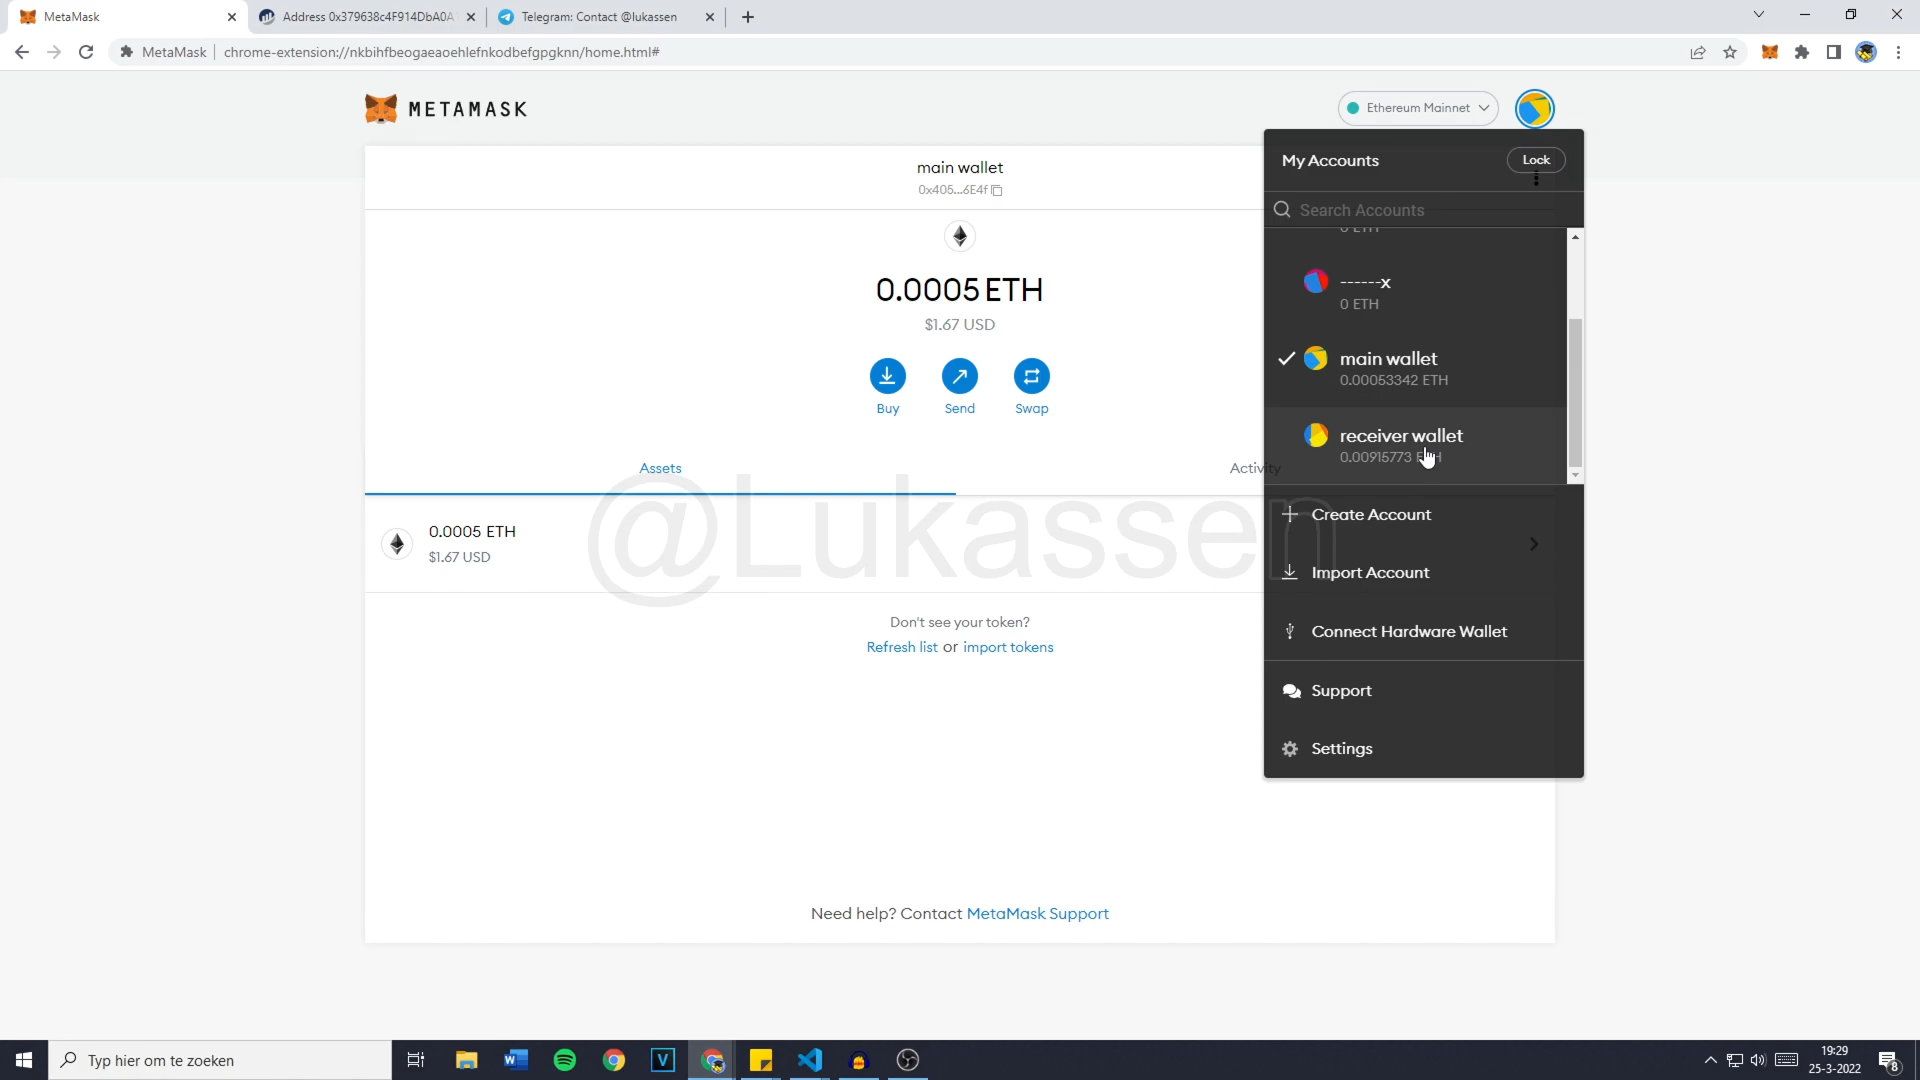 MetaMask
Address 0x379638c4F914DbA0A
Telegram: Contact @lukassen
MetaMask
chrome-extension://nkbihfbeogaeaoehlefnkodbefgpgknn/home.html#
METAMASK
Ethereum Mainnet
My Accounts
Lock
main wallet
0x405...6E4f
Search Accounts
0 ETH
0.0005 ETH
------x
0 ETH
$1.67 USD
main wallet
0.00053342 ETH
Buy
Send
Swap
receiver wallet
0.00915773 ETH
Assets
Activity
@Lukassen
0.0005 ETH
$1.67 USD
Create Account
Import Account
Don't see your token?
Refresh list or import tokens
Connect Hardware Wallet
Support
Settings
Need help? Contact MetaMask Support
Typ hier om te zoeken
19:29
25-3-2022
8